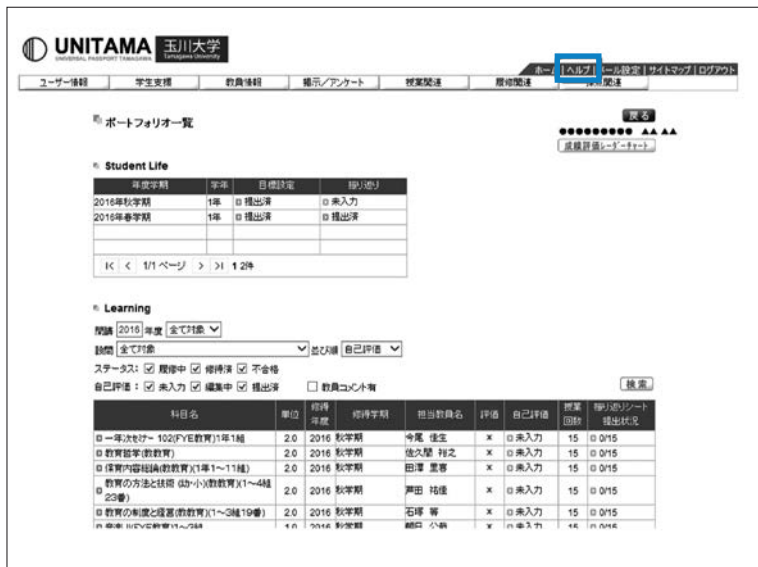 UNITAMA 玉川大学
UNIVERSAL PASSPORT TAMAGAWA Tamagawa University
ホーム | ヘルプ | メール設定 | サイトマップ | ログアウト
ユーザー情報 学生支援 教員情報 掲示/アンケート 授業関連 履修関連
ポートフォリオ一覧
戻る
●●●●●●●●● ▲▲ ▲▲
成績評価レーダーチャート
Student Life
年度学期 学年 目標設定 振り返り
2016年秋学期 1年 提出済 未入力
2016年春学期 1年 提出済 提出済
1/1 ページ 1 2件
Learning
開講 2016 年度 全て対象
設問 全て対象 並び順 自己評価
ステータス: 履修中 修得済 不合格
自己評価: 未入力 編集中 提出済 教員コメント有
検索
科目名 単位 修得年度 修得学期 担当教員名 評価 自己評価 授業回数 振り返りシート提出状況
一年次セミナー 102(FYE教育)1年1組 2.0 2016 秋学期 今尾 佳生 × 未入力 15 0/15
教育哲学(教教育) 2.0 2016 秋学期 佐久間 裕之 × 未入力 15 0/15
保育内容総論(教教育)(1年1~11組) 2.0 2016 秋学期 田澤 里喜 × 未入力 15 0/15
教育の方法と技術 (幼・小)(教教育)(1~4組
23番) 2.0 2016 秋学期 芦田 祐佳 × 未入力 15 0/15
教育の制度と経営(教教育)(1~3組19番) 2.0 2016 秋学期 石塚 等 × 未入力 15 0/15
1.0 2016 秋学期 × 未入力 15 0/15